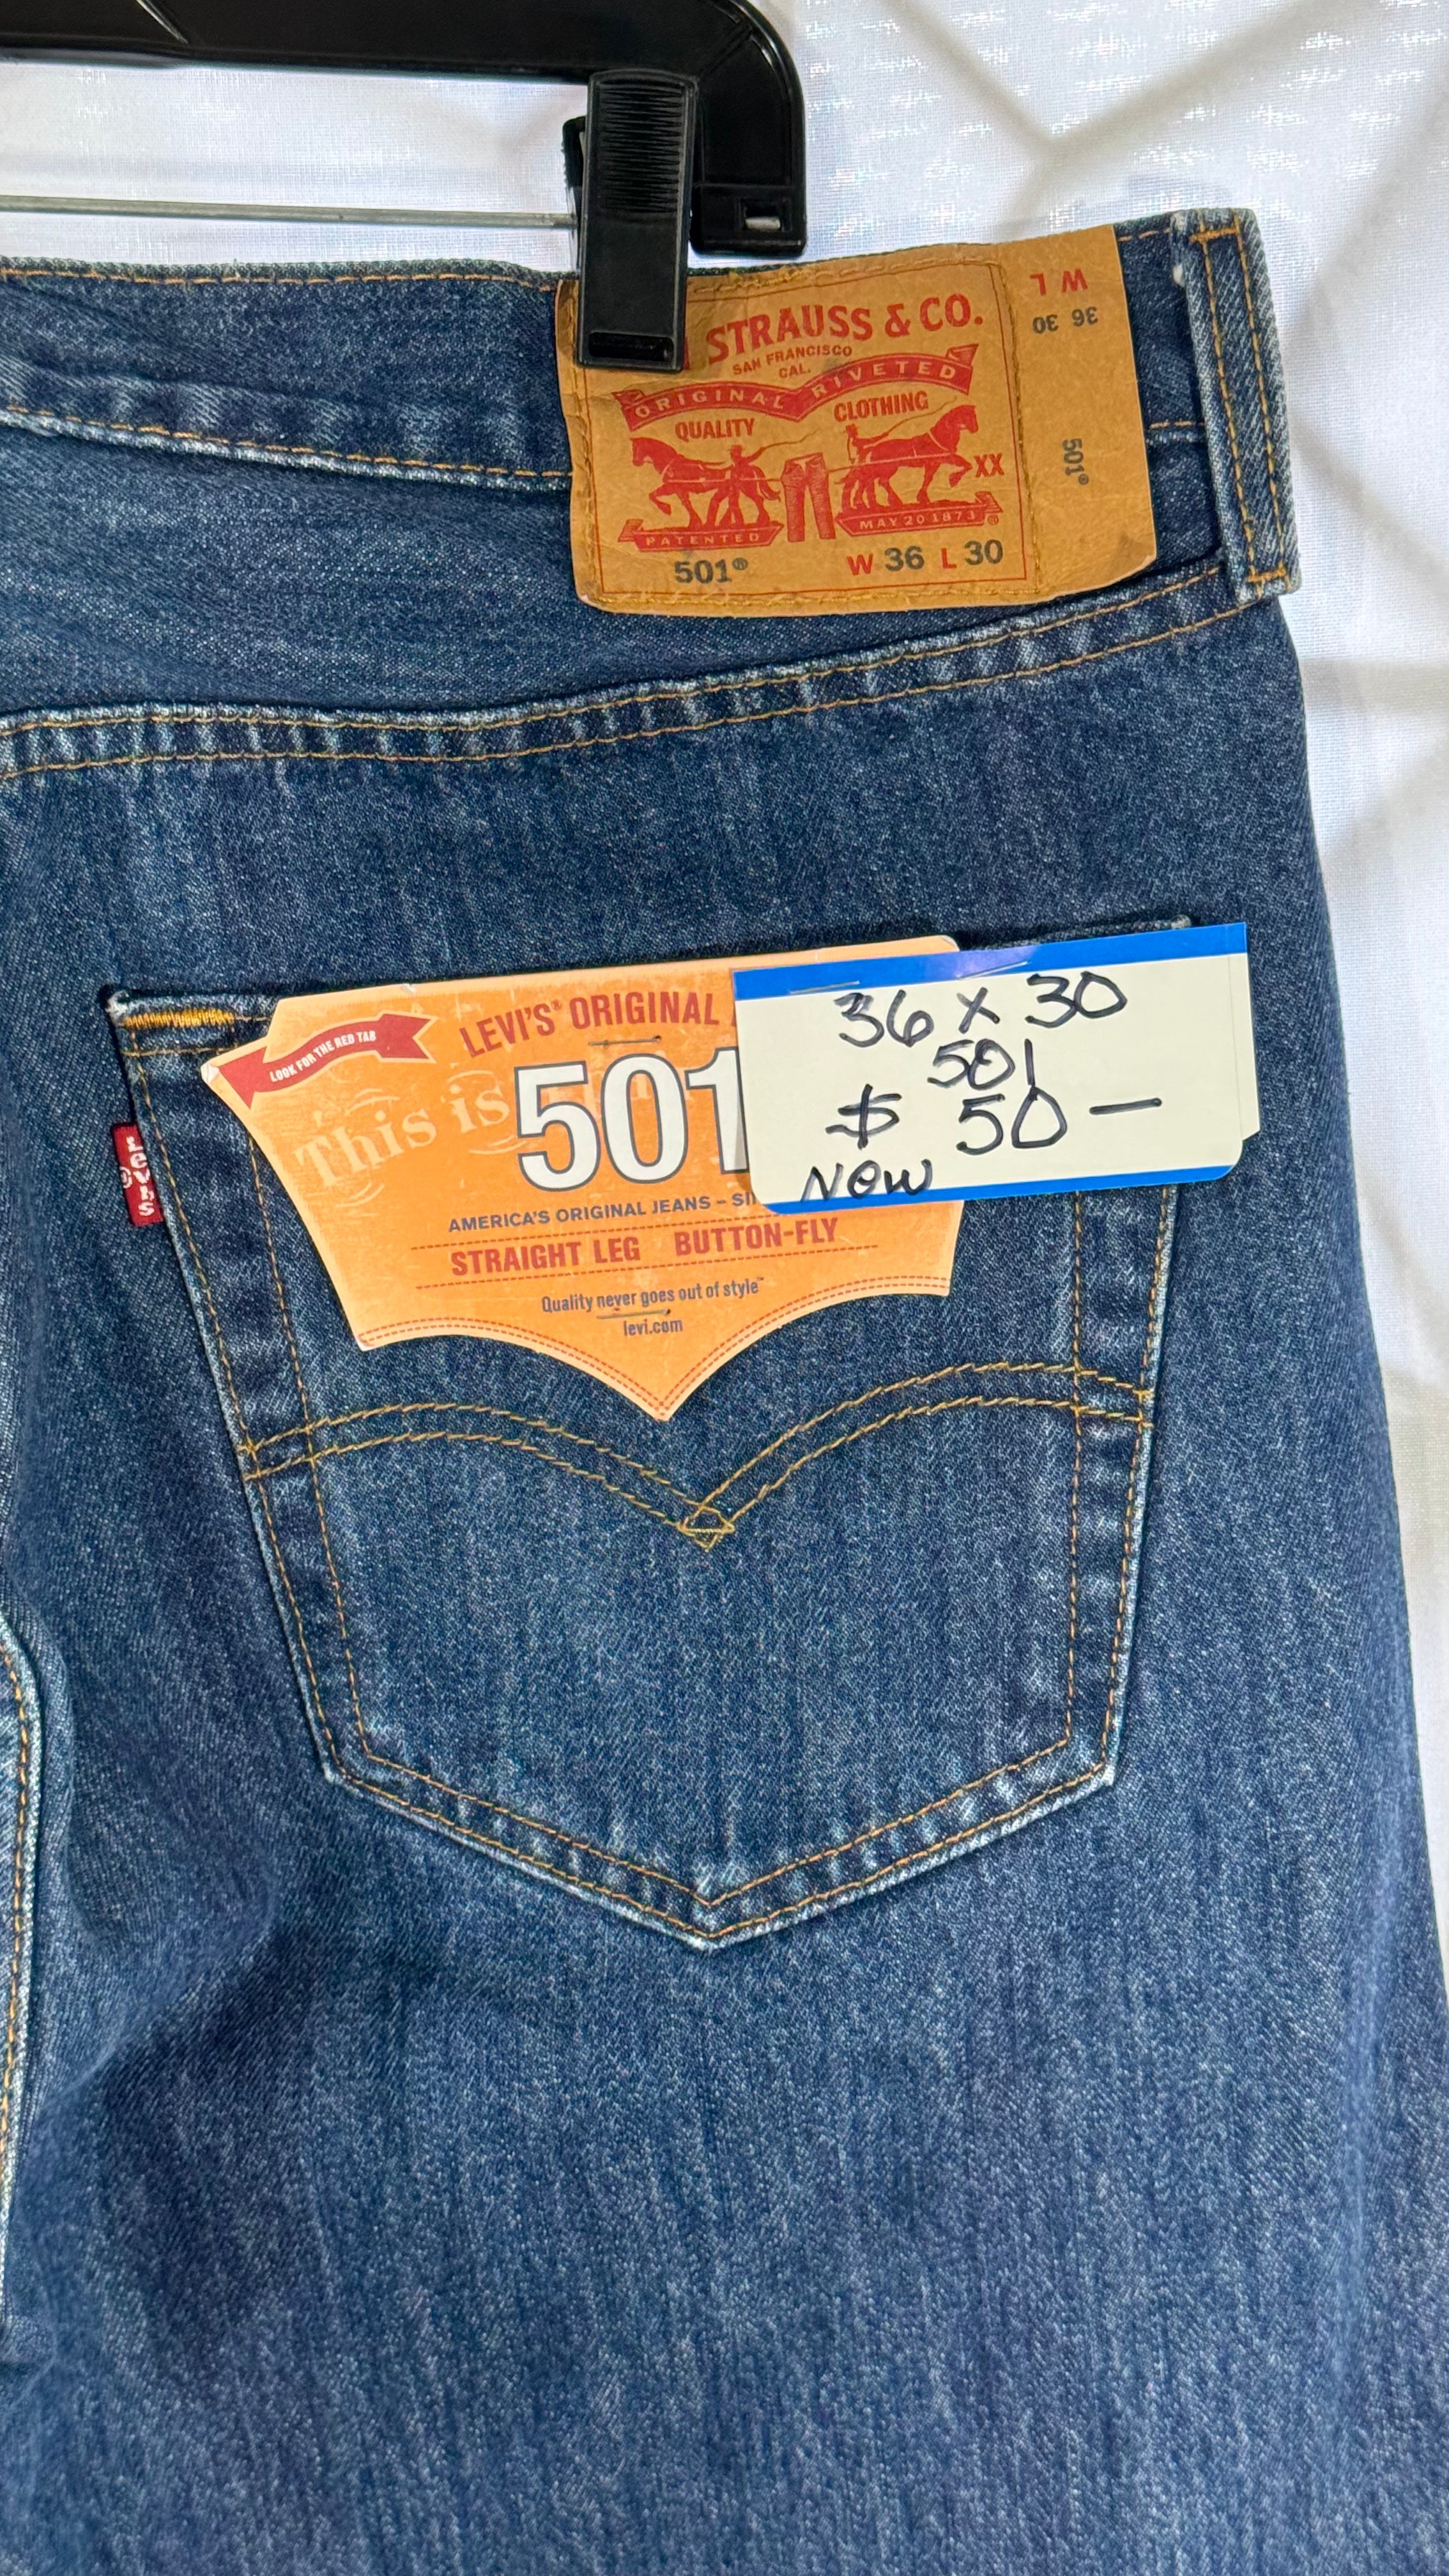 STRAUSS & CO.
SAN FRANCISCO
CAL.
ORIGINAL RIVETED
QUALITY CLOTHING
XX
PATENTED MAY 20 1873 ®
501® W 36 L 30
W L
36 30
501®
LOOK FOR THE RED TAB
LEVI'S® ORIGINAL
This is
501
AMERICA'S ORIGINAL JEANS –
STRAIGHT LEG BUTTON-FLY
Quality never goes out of style™
levi.com
36 x 30
501
$ 50 —
New
LEVI'S
®